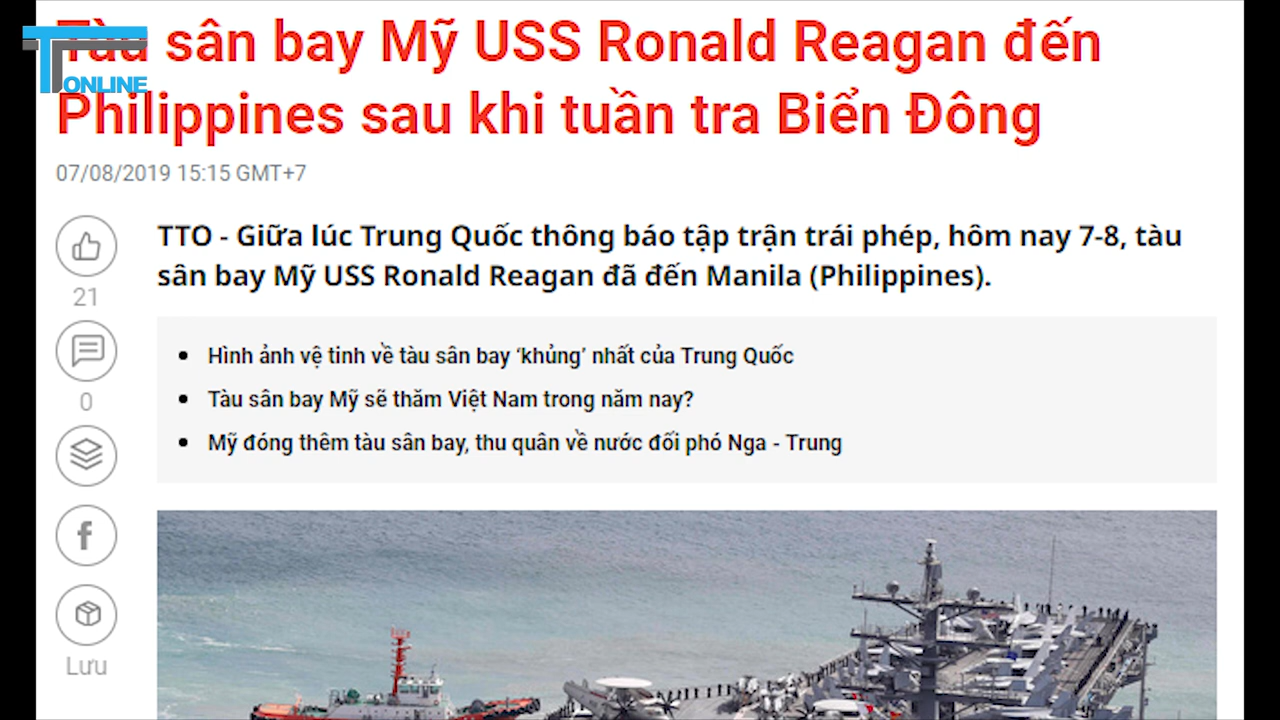 Tàu sân bay Mỹ USS Ronald Reagan đến
Philippines sau khi tuần tra Biển Đông
TT ONLINE
07/08/2019 15:15 GMT+7
TTO - Giữa lúc Trung Quốc thông báo tập trận trái phép, hôm nay 7-8, tàu
sân bay Mỹ USS Ronald Reagan đã đến Manila (Philippines).
21
0
Hình ảnh vệ tinh về tàu sân bay ‘khủng’ nhất của Trung Quốc
Tàu sân bay Mỹ sẽ thăm Việt Nam trong năm nay?
Mỹ đóng thêm tàu sân bay, thu quân về nước đối phó Nga - Trung
f
Lưu